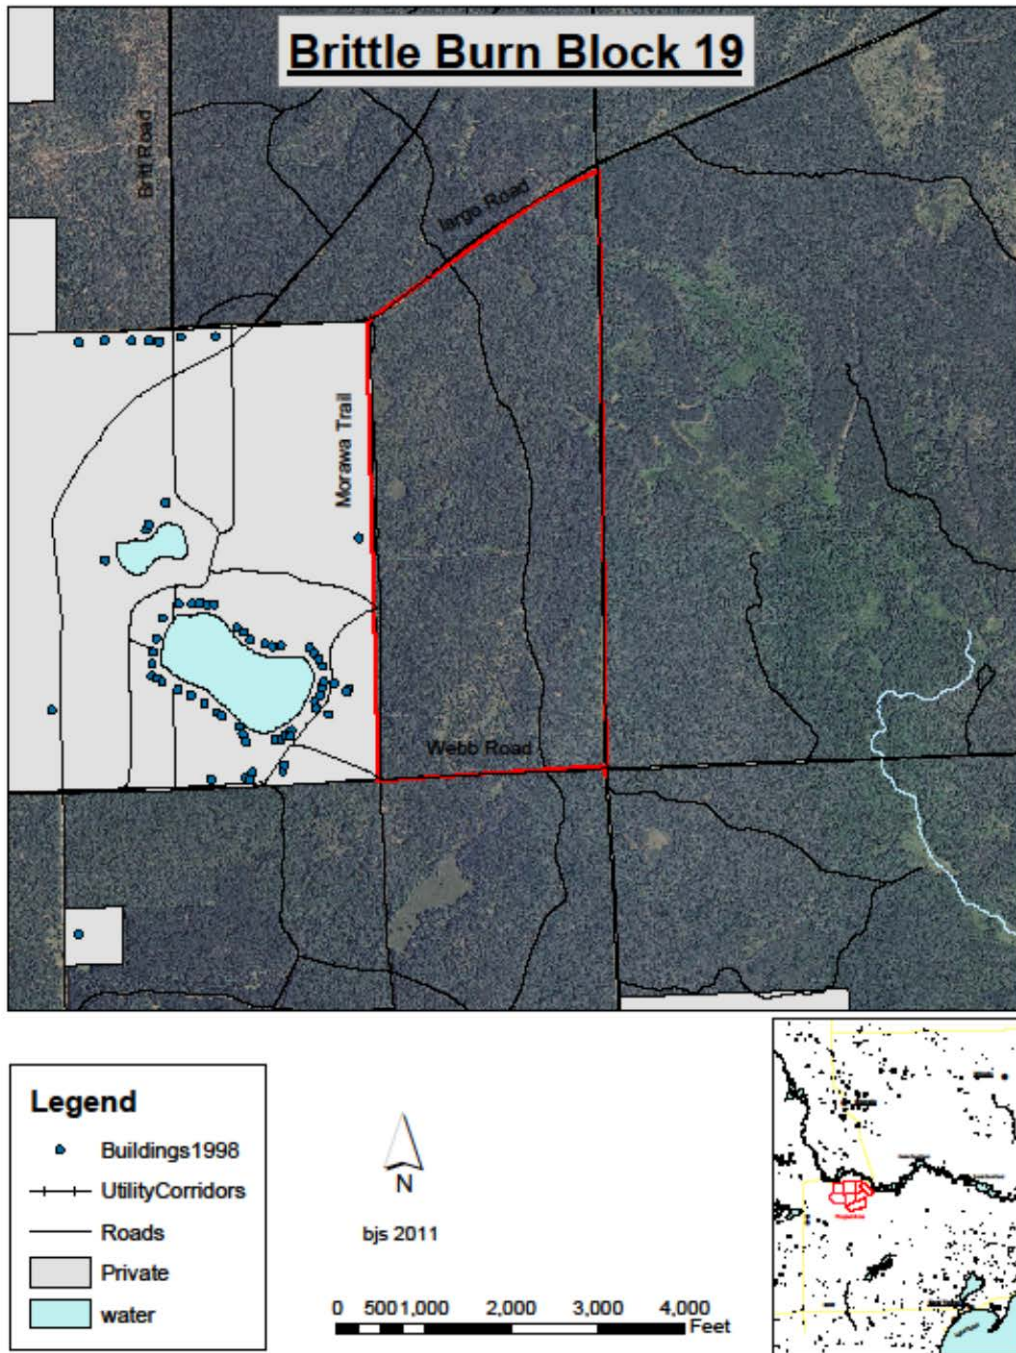 Brittle Burn Block 19
Britt Road
largo Road
Morawa Trail
Webb Road
Legend
Buildings1998
UtilityCorridors
Roads
Private
water
N
bjs 2011
0 500 1,000 2,000 3,000 4,000
Feet